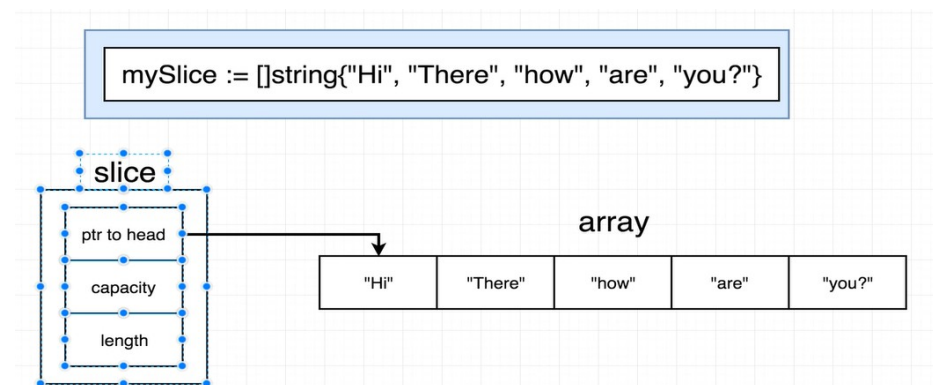 mySlice := []string{"Hi", "There", "how", "are", "you?"}
slice
ptr to head
capacity
length
array
"Hi" "There" "how" "are" "you?"